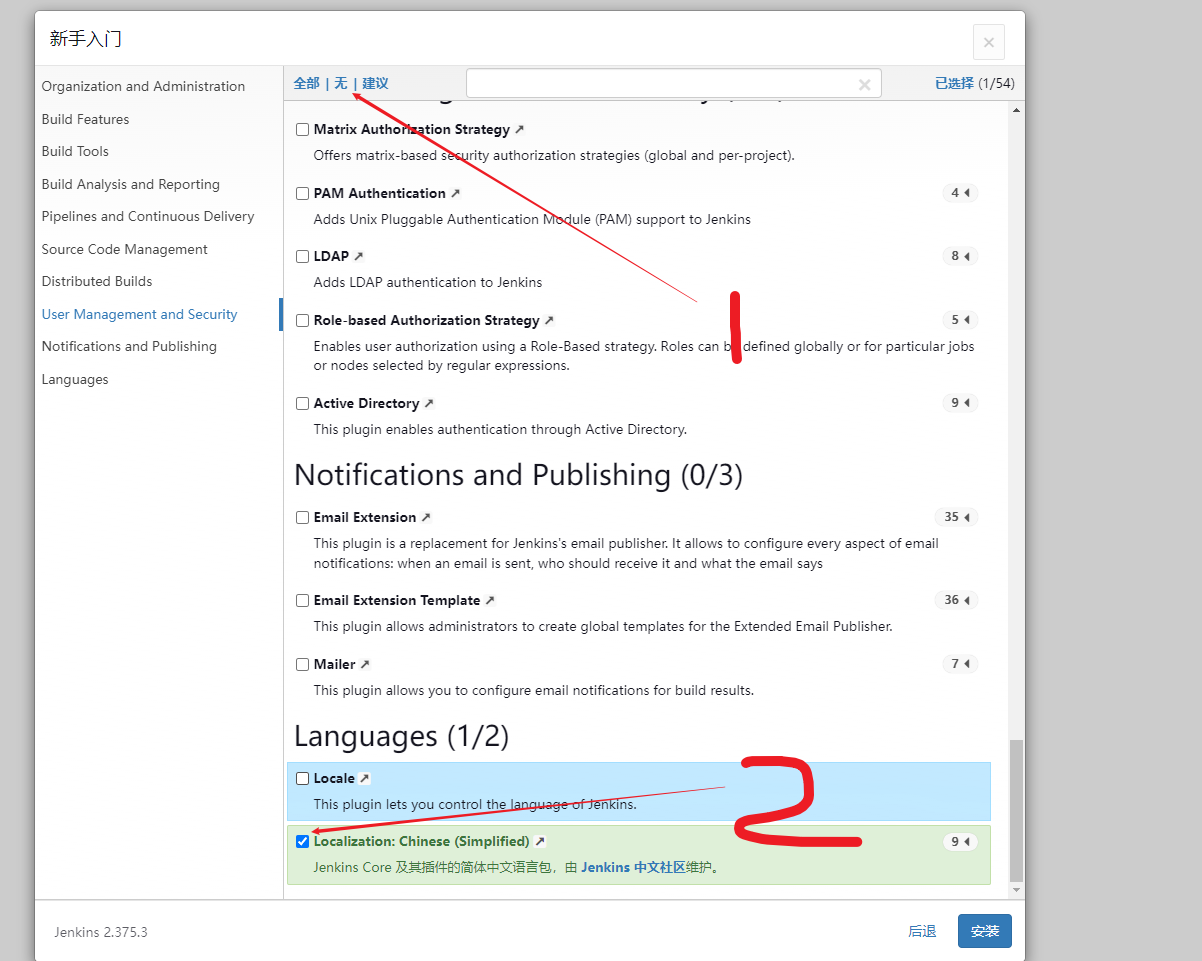 新手入门
×
Organization and Administration
Build Features
Build Tools
Build Analysis and Reporting
Pipelines and Continuous Delivery
Source Code Management
Distributed Builds
User Management and Security
Notifications and Publishing
Languages
全部 | 无 | 建议
已选择 (1/54)
Matrix Authorization Strategy
Offers matrix-based security authorization strategies (global and per-project).
PAM Authentication
4
Adds Unix Pluggable Authentication Module (PAM) support to Jenkins
LDAP
8
Adds LDAP authentication to Jenkins
1
Role-based Authorization Strategy
5
Enables user authorization using a Role-Based strategy. Roles can be defined globally or for particular jobs
or nodes selected by regular expressions.
Active Directory
9
This plugin enables authentication through Active Directory.
Notifications and Publishing (0/3)
Email Extension
35
This plugin is a replacement for Jenkins's email publisher. It allows to configure every aspect of email
notifications: when an email is sent, who should receive it and what the email says
Email Extension Template
36
This plugin allows administrators to create global templates for the Extended Email Publisher.
Mailer
7
This plugin allows you to configure email notifications for build results.
Languages (1/2)
Locale
This plugin lets you control the language of Jenkins.
2
Localization: Chinese (Simplified)
9
Jenkins Core 及其插件的简体中文语言包，由 Jenkins 中文社区维护。
Jenkins 2.375.3
后退
安装